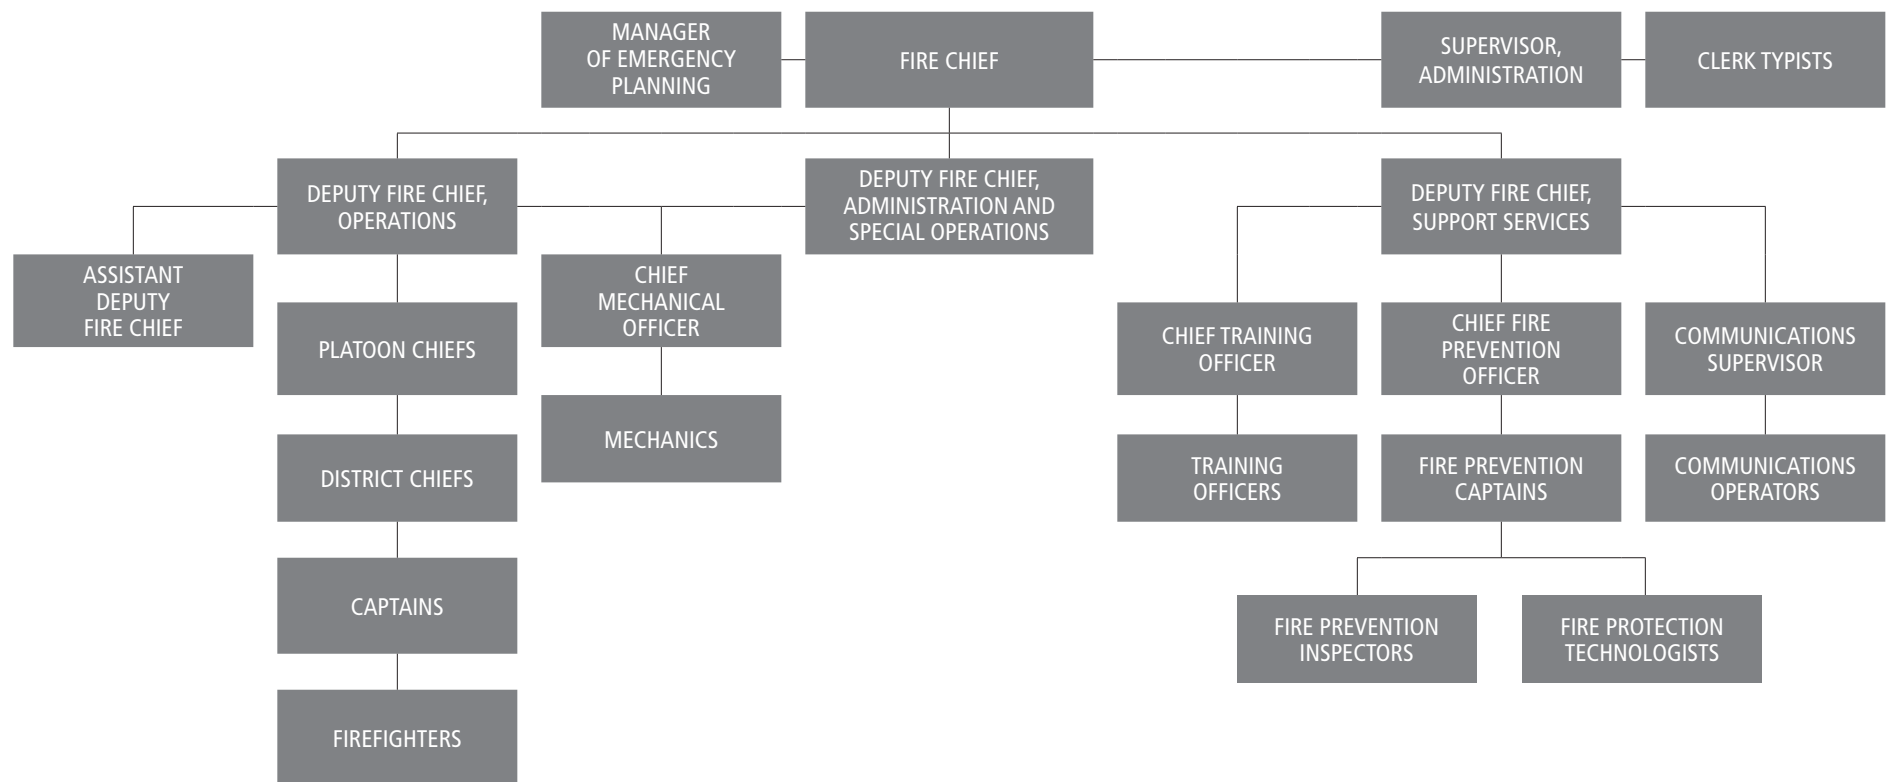 MANAGER
OF EMERGENCY
PLANNING
FIRE CHIEF
SUPERVISOR,
ADMINISTRATION
CLERK TYPISTS
DEPUTY FIRE CHIEF,
OPERATIONS
DEPUTY FIRE CHIEF,
ADMINISTRATION AND
SPECIAL OPERATIONS
DEPUTY FIRE CHIEF,
SUPPORT SERVICES
ASSISTANT
DEPUTY
FIRE CHIEF
PLATOON CHIEFS
CHIEF
MECHANICAL
OFFICER
CHIEF TRAINING
OFFICER
CHIEF FIRE
PREVENTION
OFFICER
COMMUNICATIONS
SUPERVISOR
MECHANICS
DISTRICT CHIEFS
TRAINING
OFFICERS
FIRE PREVENTION
CAPTAINS
COMMUNICATIONS
OPERATORS
CAPTAINS
FIRE PREVENTION
INSPECTORS
FIRE PROTECTION
TECHNOLOGISTS
FIREFIGHTERS